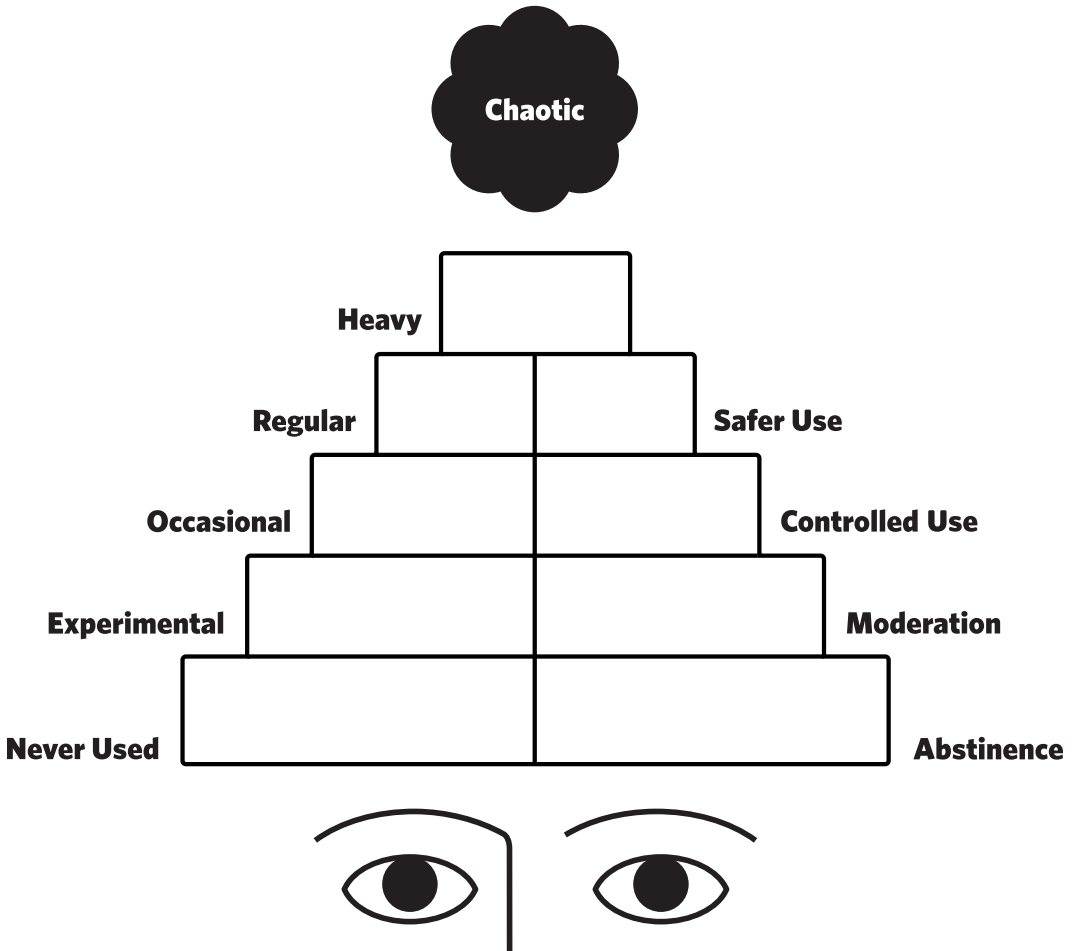 Chaotic
Heavy
Regular
Safer Use
Occasional
Controlled Use
Experimental
Moderation
Never Used
Abstinence